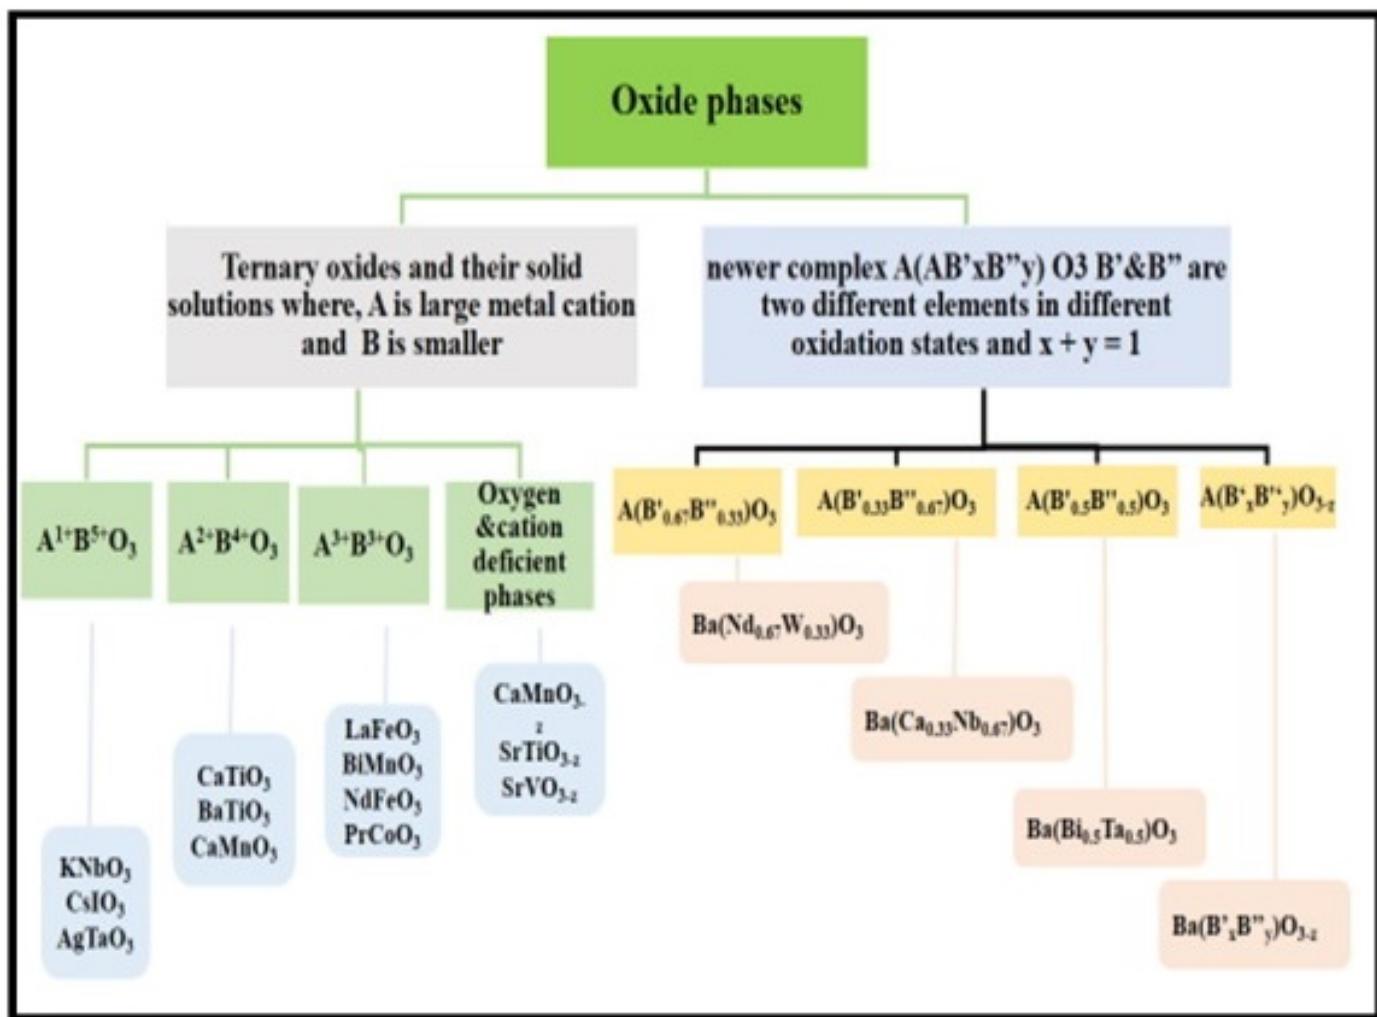 Oxide phases
Ternary oxides and their solid
solutions where, A is large metal cation
and B is smaller
newer complex A(AB’xB”y) O3 B’&B” are
two different elements in different
oxidation states and x + y = 1
A¹⁺B⁵⁺O₃
A²⁺B⁴⁺O₃
A³⁺B³⁺O₃
Oxygen
&cation
deficient
phases
A(B'₀.₆₇B''₀.₃₃)O₃
A(B'₀.₃₃B''₀.₆₇)O₃
A(B'₀.₅B''₀.₅)O₃
A(B‘ₓB"‘ᵧ)O₃₋z
KNbO₃
CsIO₃
AgTaO₃
CaTiO₃
BaTiO₃
CaMnO₃
LaFeO₃
BiMnO₃
NdFeO₃
PrCoO₃
CaMnO₃₋
z
SrTiO₃₋z
SrVO₃₋z
Ba(Nd₀.₆₇W₀.₃₃)O₃
Ba(Ca₀.₃₃Nb₀.₆₇)O₃
Ba(Bi₀.₅Ta₀.₅)O₃
Ba(B’ₓB”ᵧ)O₃₋z